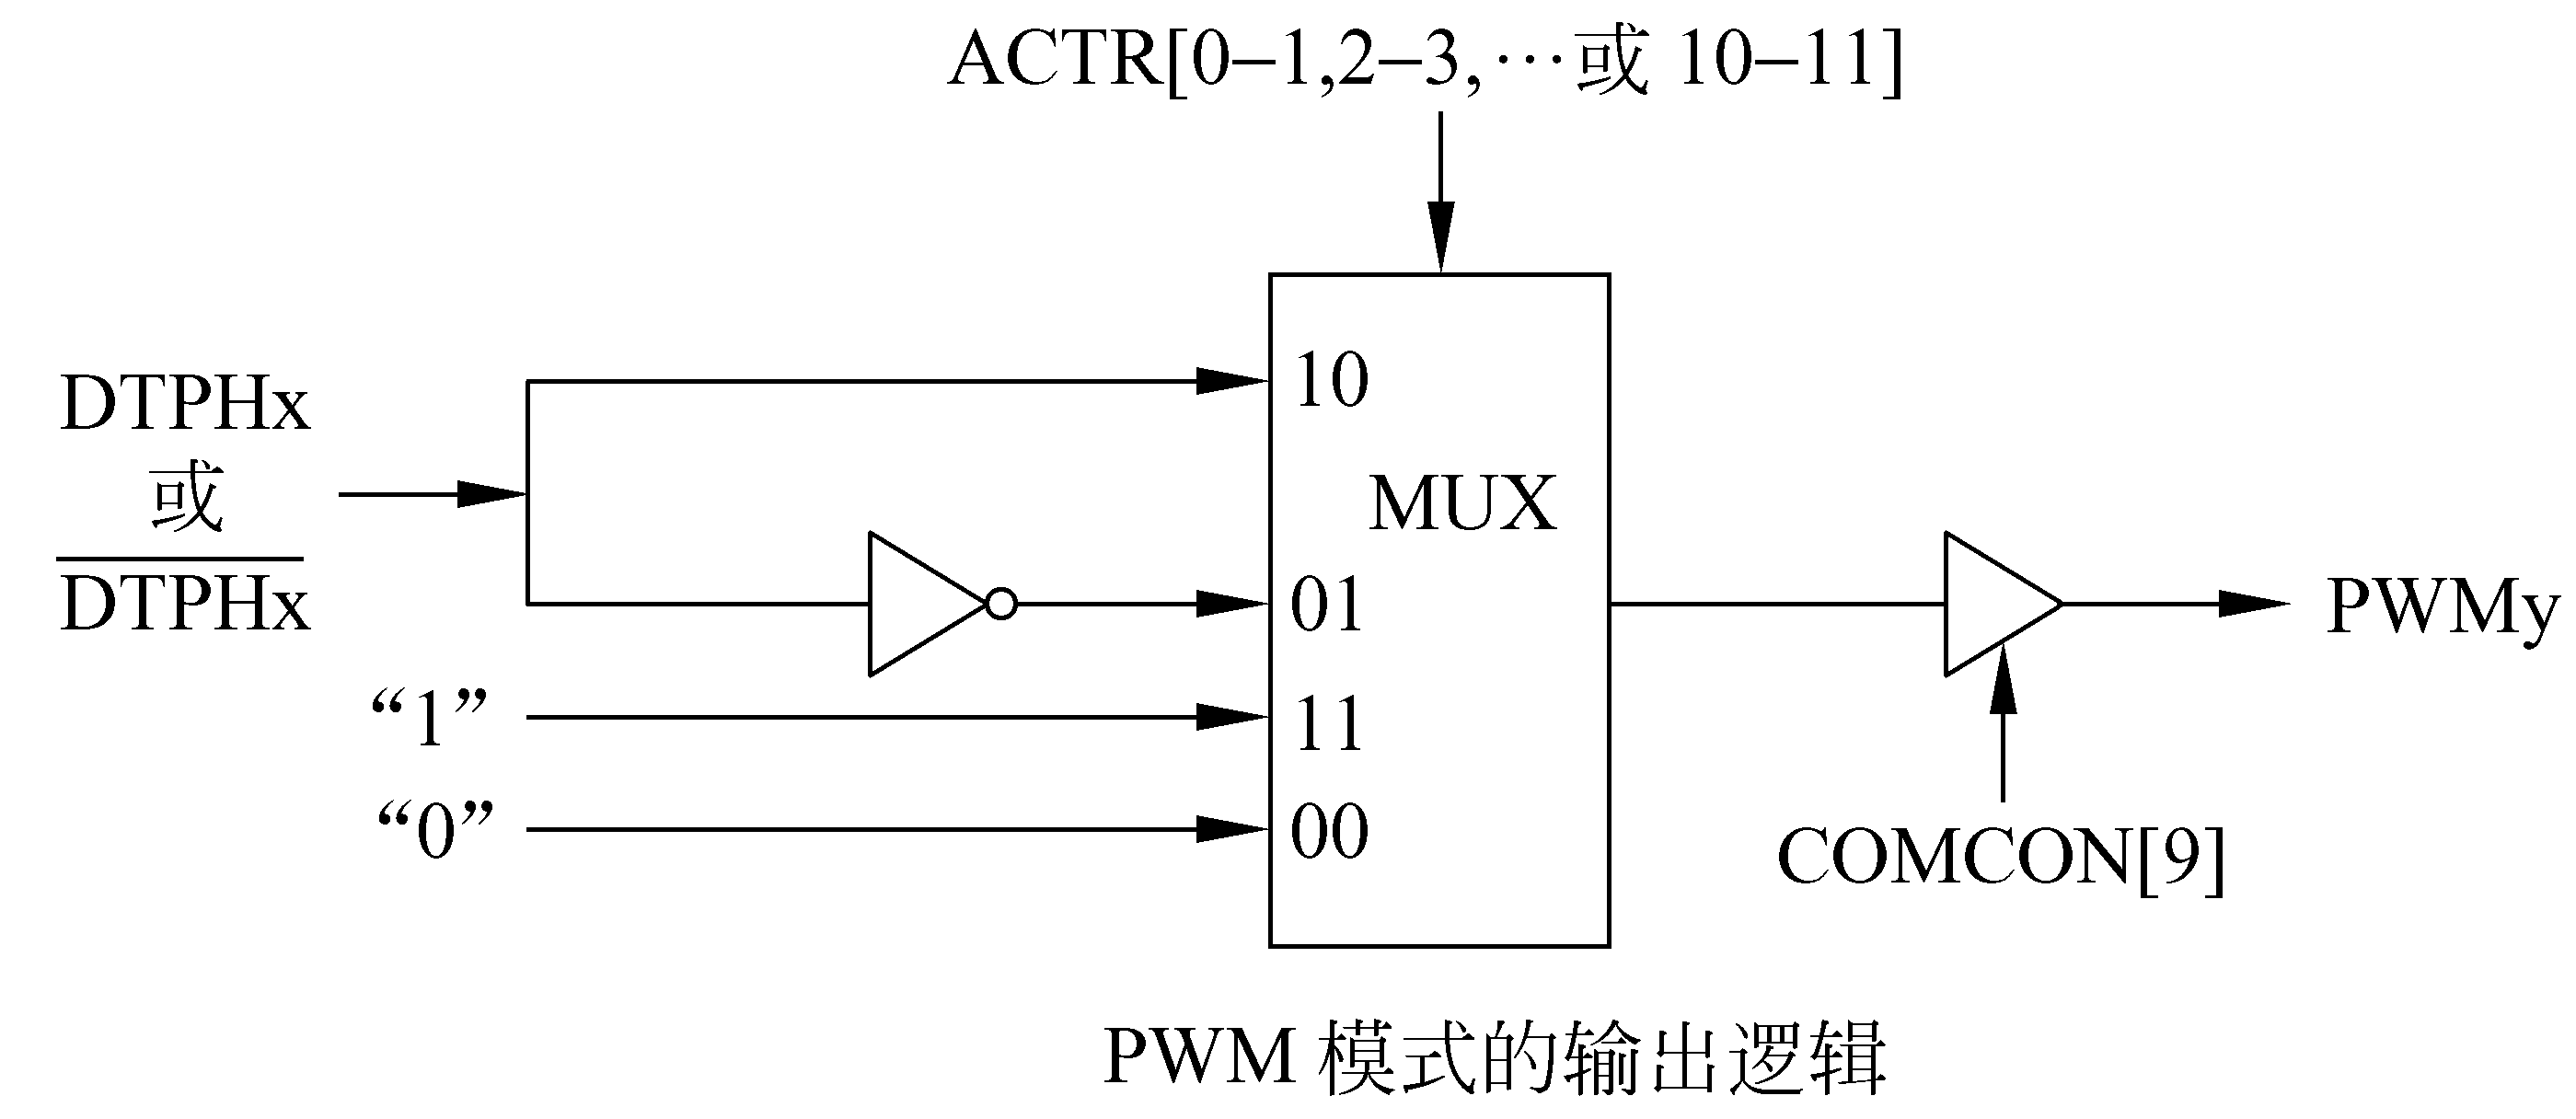 ACTR[0–1,2–3,⋯或 10–11]
DTPHx
或
DTPHx
10
MUX
01
11
00
“1”
“0”
PWMy
COMCON[9]
PWM 模式的输出逻辑